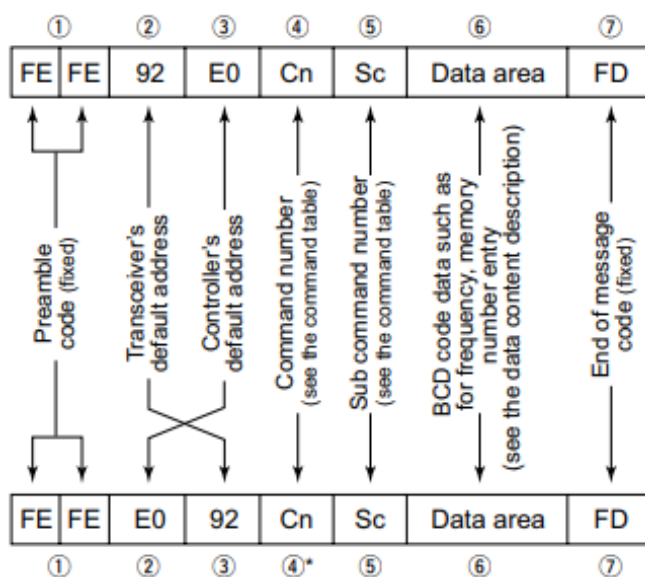 ① ② ③ ④ ⑤ ⑥ ⑦
FE FE 92 E0 Cn Sc Data area FD
Preamble
code (fixed)
Transceiver's
default address
Controller's
default address
Command number
(see the command table)
Sub command number
(see the command table)
BCD code data such as
for frequency, memory
number entry
(see the data content description)
End of message
code (fixed)
FE FE E0 92 Cn Sc Data area FD
① ② ③ ④* ⑤ ⑥ ⑦